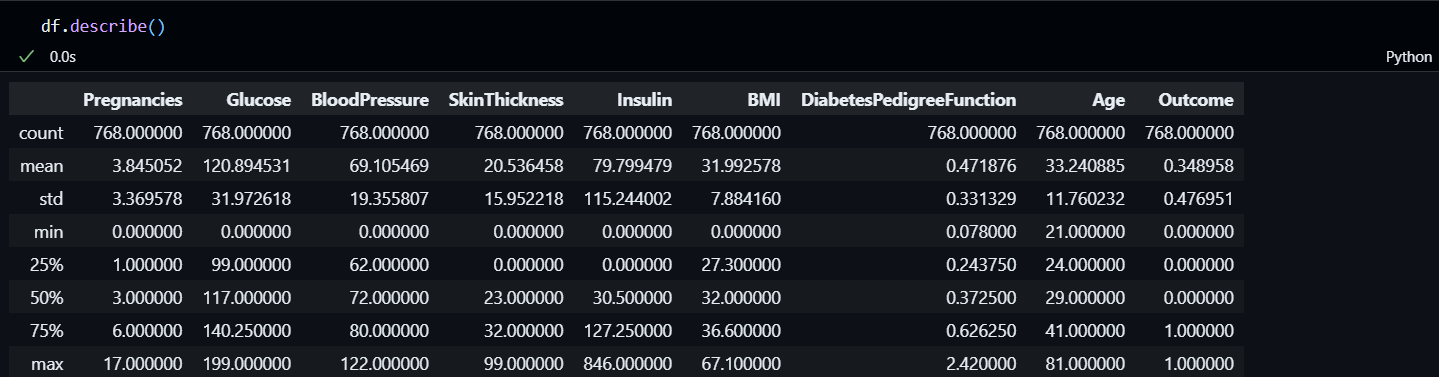 df.describe()
0.0s
Python
Pregnancies Glucose BloodPressure SkinThickness Insulin BMI DiabetesPedigreeFunction Age Outcome
count 768.000000 768.000000 768.000000 768.000000 768.000000 768.000000 768.000000 768.000000 768.000000
mean 3.845052 120.894531 69.105469 20.536458 79.799479 31.992578 0.471876 33.240885 0.348958
std 3.369578 31.972618 19.355807 15.952218 115.244002 7.884160 0.331329 11.760232 0.476951
min 0.000000 0.000000 0.000000 0.000000 0.000000 0.000000 0.078000 21.000000 0.000000
25% 1.000000 99.000000 62.000000 0.000000 0.000000 27.300000 0.243750 24.000000 0.000000
50% 3.000000 117.000000 72.000000 23.000000 30.500000 32.000000 0.372500 29.000000 0.000000
75% 6.000000 140.250000 80.000000 32.000000 127.250000 36.600000 0.626250 41.000000 1.000000
max 17.000000 199.000000 122.000000 99.000000 846.000000 67.100000 2.420000 81.000000 1.000000